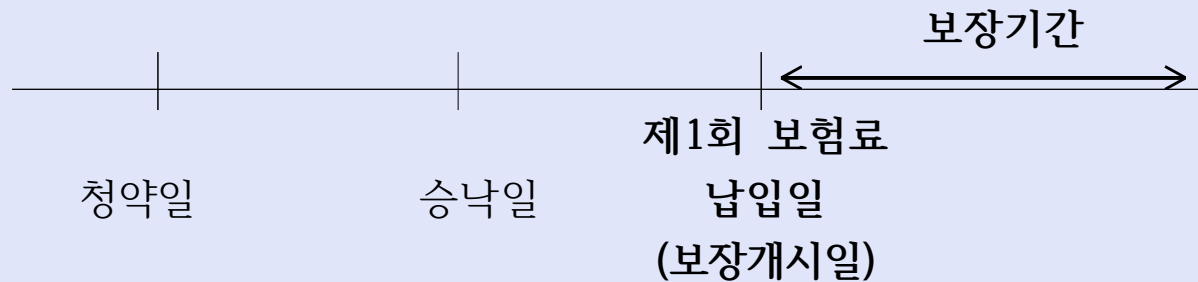 보장기간
청약일
승낙일
제1회 보험료
납입일
(보장개시일)